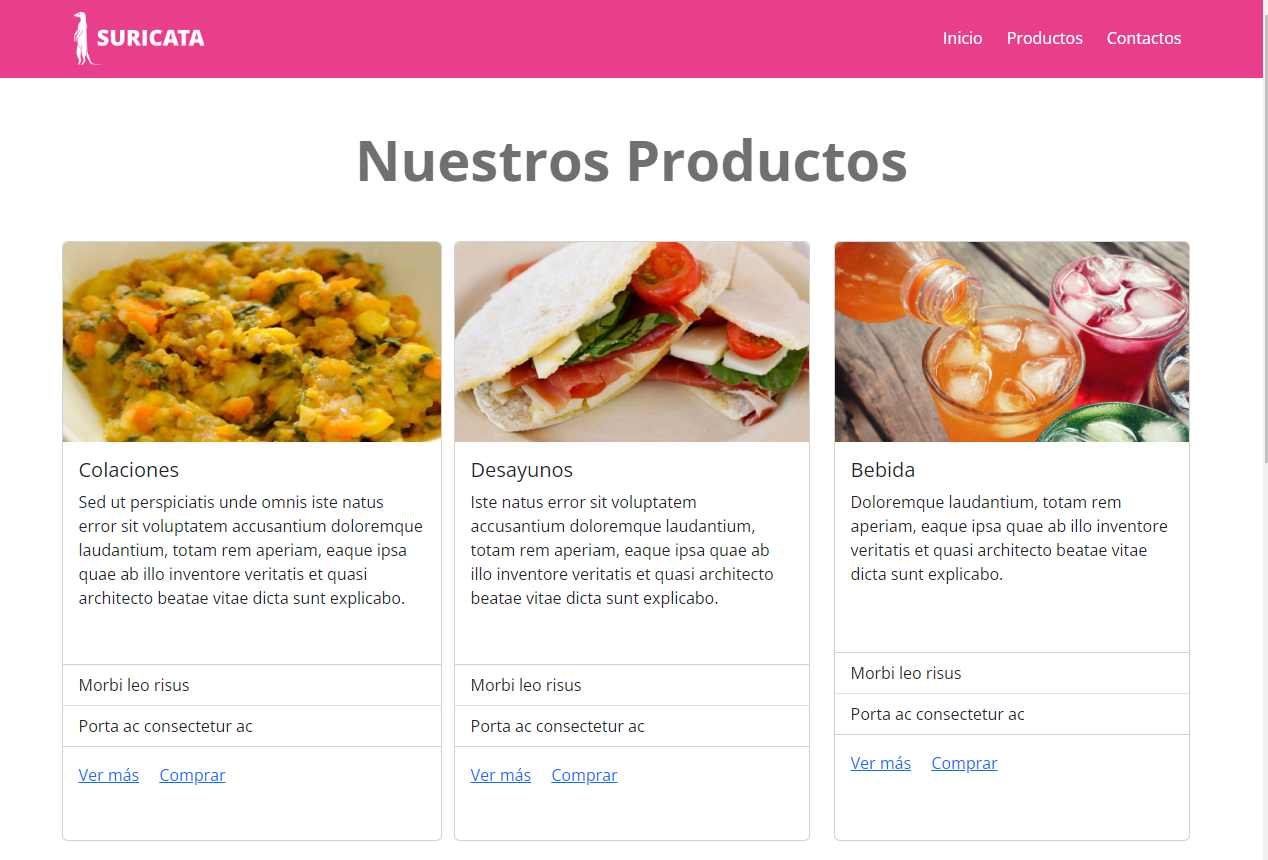 SURICATA
Inicio
Productos
Contactos
Nuestros Productos
Colaciones
Sed ut perspiciatis unde omnis iste natus
error sit voluptatem accusantium doloremque
laudantium, totam rem aperiam, eaque ipsa
quae ab illo inventore veritatis et quasi
architecto beatae vitae dicta sunt explicabo.
Morbi leo risus
Porta ac consectetur ac
Ver más
Comprar
Desayunos
Iste natus error sit voluptatem
accusantium doloremque laudantium,
totam rem aperiam, eaque ipsa quae ab
illo inventore veritatis et quasi architecto
beatae vitae dicta sunt explicabo.
Morbi leo risus
Porta ac consectetur ac
Ver más
Comprar
Bebida
Doloremque laudantium, totam rem
aperiam, eaque ipsa quae ab illo inventore
veritatis et quasi architecto beatae vitae
dicta sunt explicabo.
Morbi leo risus
Porta ac consectetur ac
Ver más
Comprar